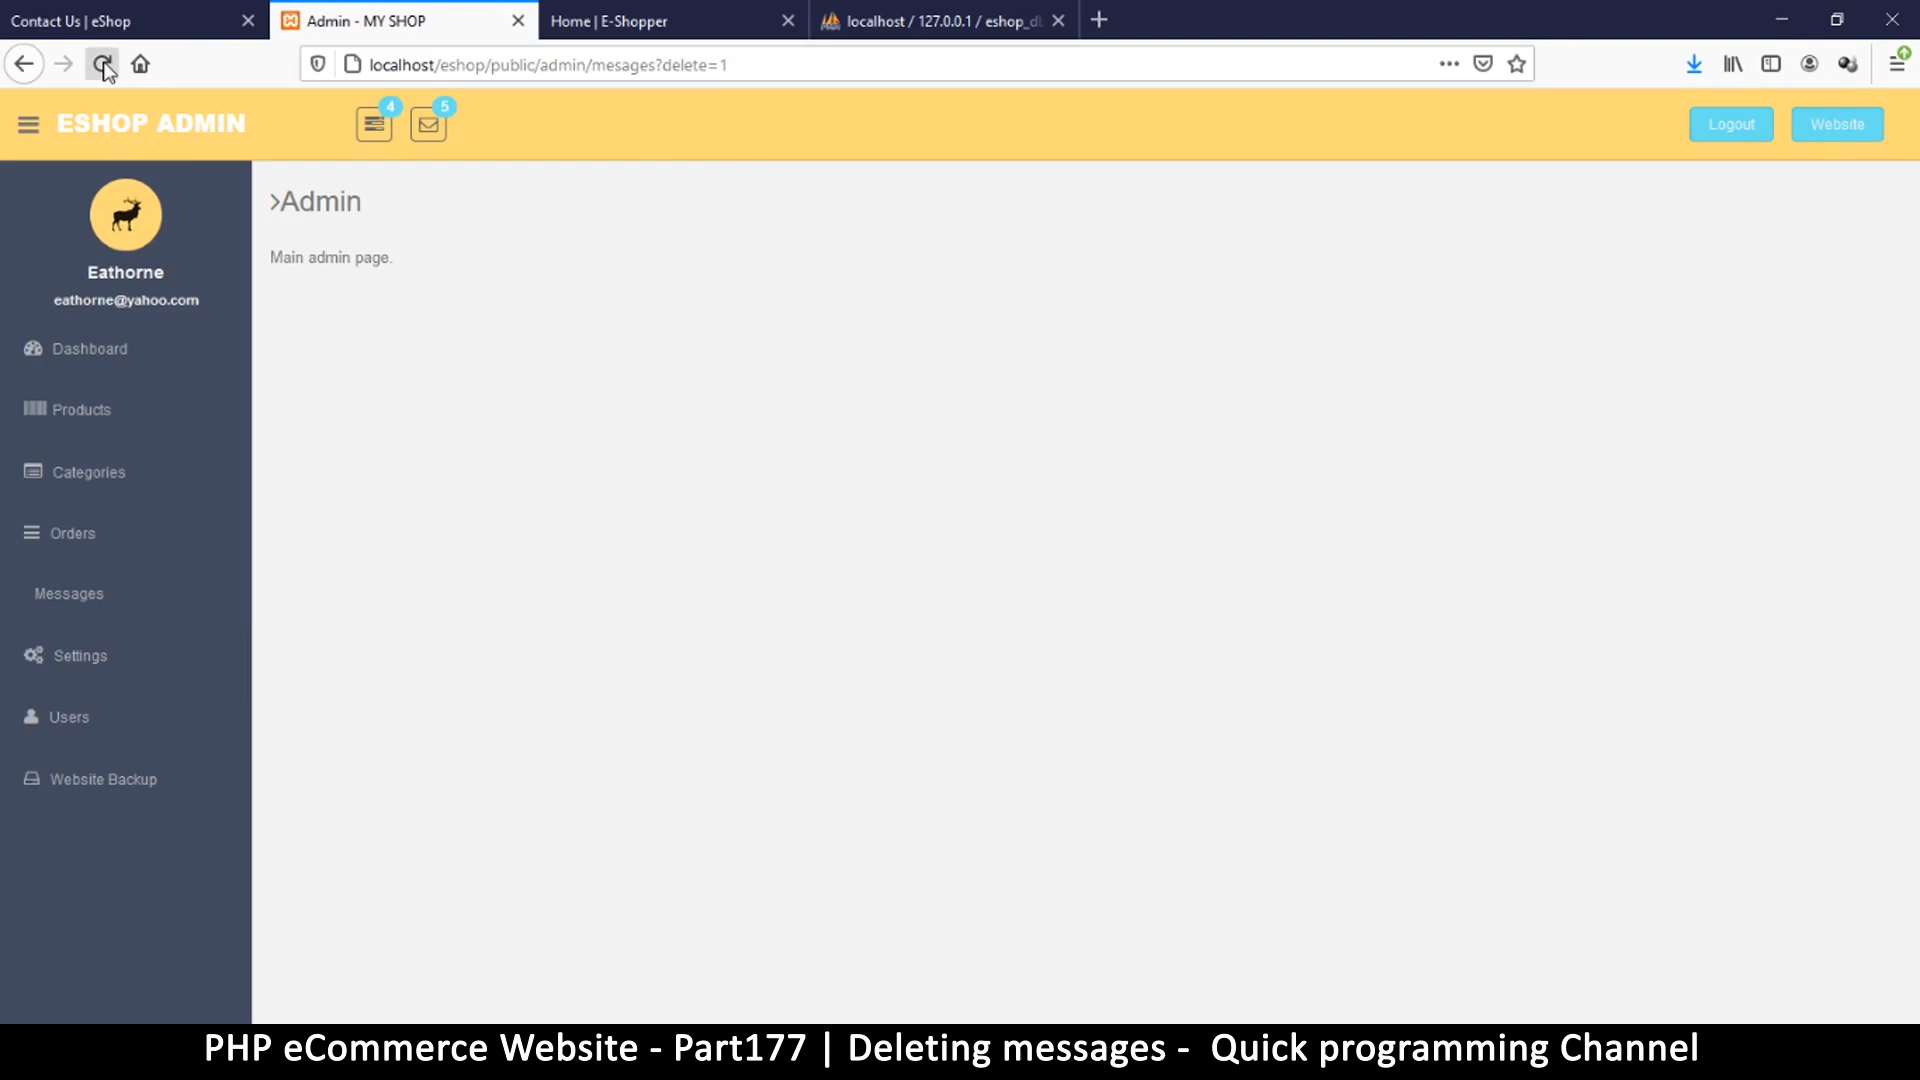 Contact Us | eShop
Admin - MY SHOP
Home | E-Shopper
localhost / 127.0.0.1 / eshop_db
localhost/eshop/public/admin/mesages?delete=1
ESHOP ADMIN
4
5
Logout
Website
Eathorne
eathorne@yahoo.com
Dashboard
Products
Categories
Orders
Messages
Settings
Users
Website Backup
>Admin
Main admin page.
PHP eCommerce Website - Part177 | Deleting messages - Quick programming Channel